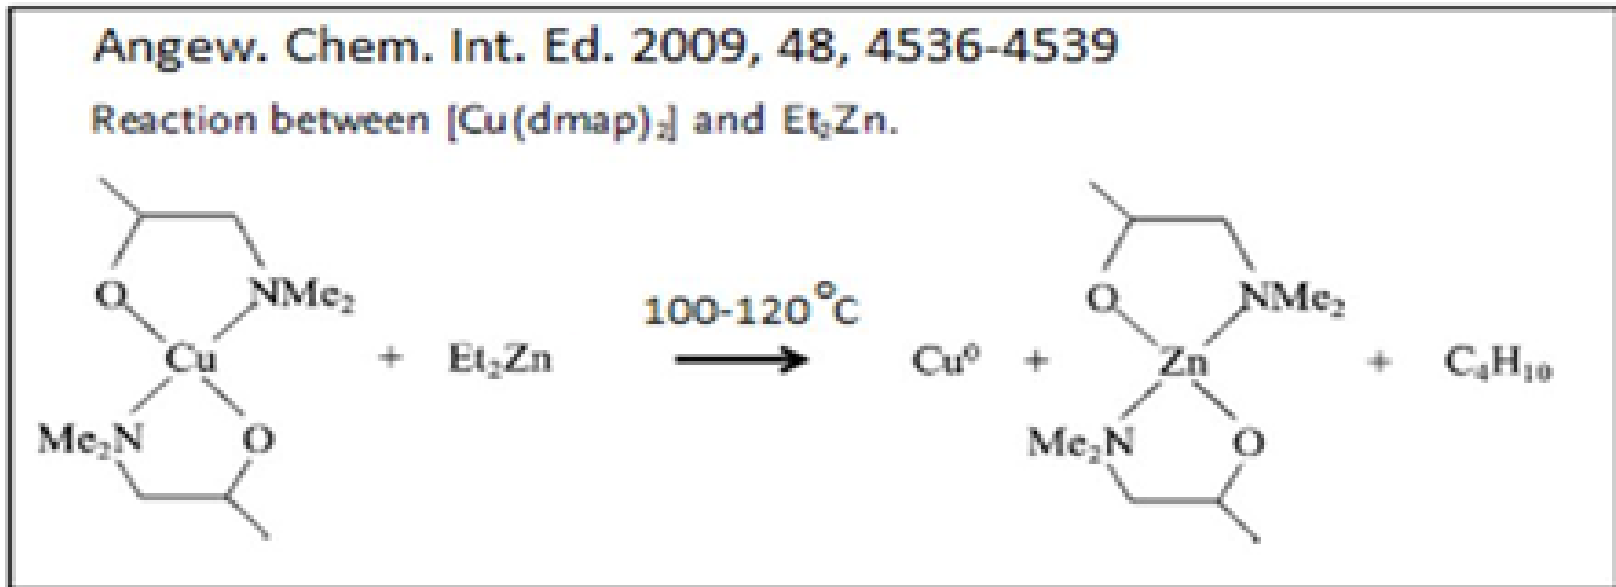 Angew. Chem. Int. Ed. 2009, 48, 4536-4539
Reaction between [Cu(dmap)₂] and Et₂Zn.
O NMe₂
Cu
Me₂N O
+ Et₂Zn
100-120 °C
Cu⁰ +
O NMe₂
Zn
Me₂N O
+ C₄H₁₀